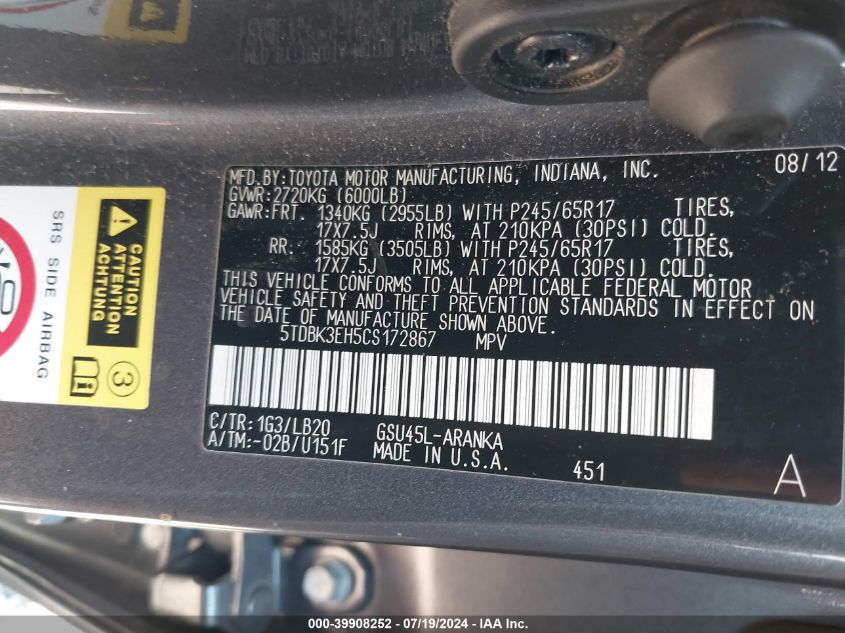 MFD.BY:TOYOTA MOTOR MANUFACTURING, INDIANA, INC. 08/12
GVWR:2720KG (6000LB)
GAWR:FRT. 1340KG (2955LB) WITH P245/65R17 TIRES,
17X7.5J RIMS, AT 210KPA (30PSI) COLD.
RR: 1585KG (3505LB) WITH P245/65R17 TIRES,
17X7.5J RIMS, AT 210KPA (30PSI) COLD.
THIS VEHICLE CONFORMS TO ALL APPLICABLE FEDERAL MOTOR
VEHICLE SAFETY AND THEFT PREVENTION STANDARDS IN EFFECT ON
THE DATE OF MANUFACTURE SHOWN ABOVE.
5TDBK3EH5CS172867 MPV
C/TR:1G3/LB20 GSU45L-ARANKA
A/TM:-02B/U151F MADE IN U.S.A. 451 A
SRS SIDE AIRBAG
CAUTION
ATTENTION
ACHTUNG
3
000-39908252 / 07/19/2024 - IAAI.com